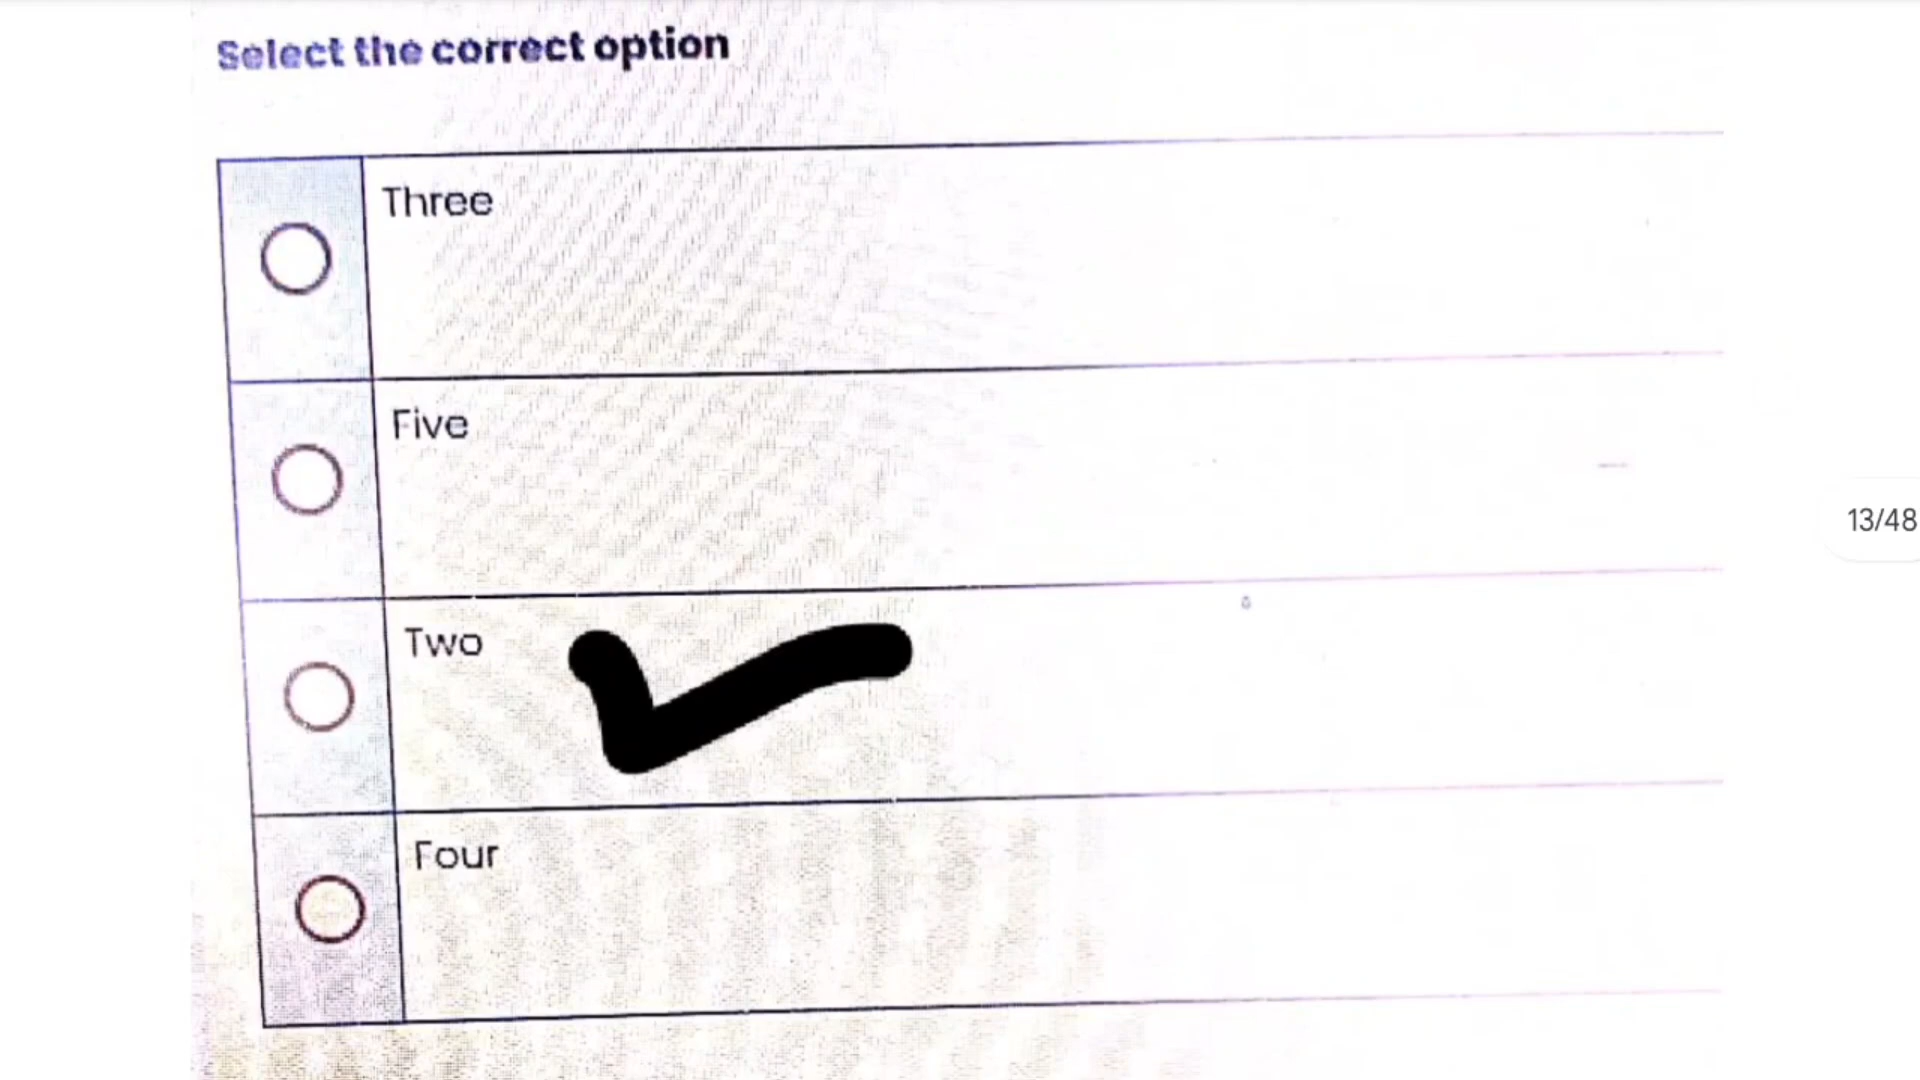 Select the correct option
Three
Five
13/48
Two
Four